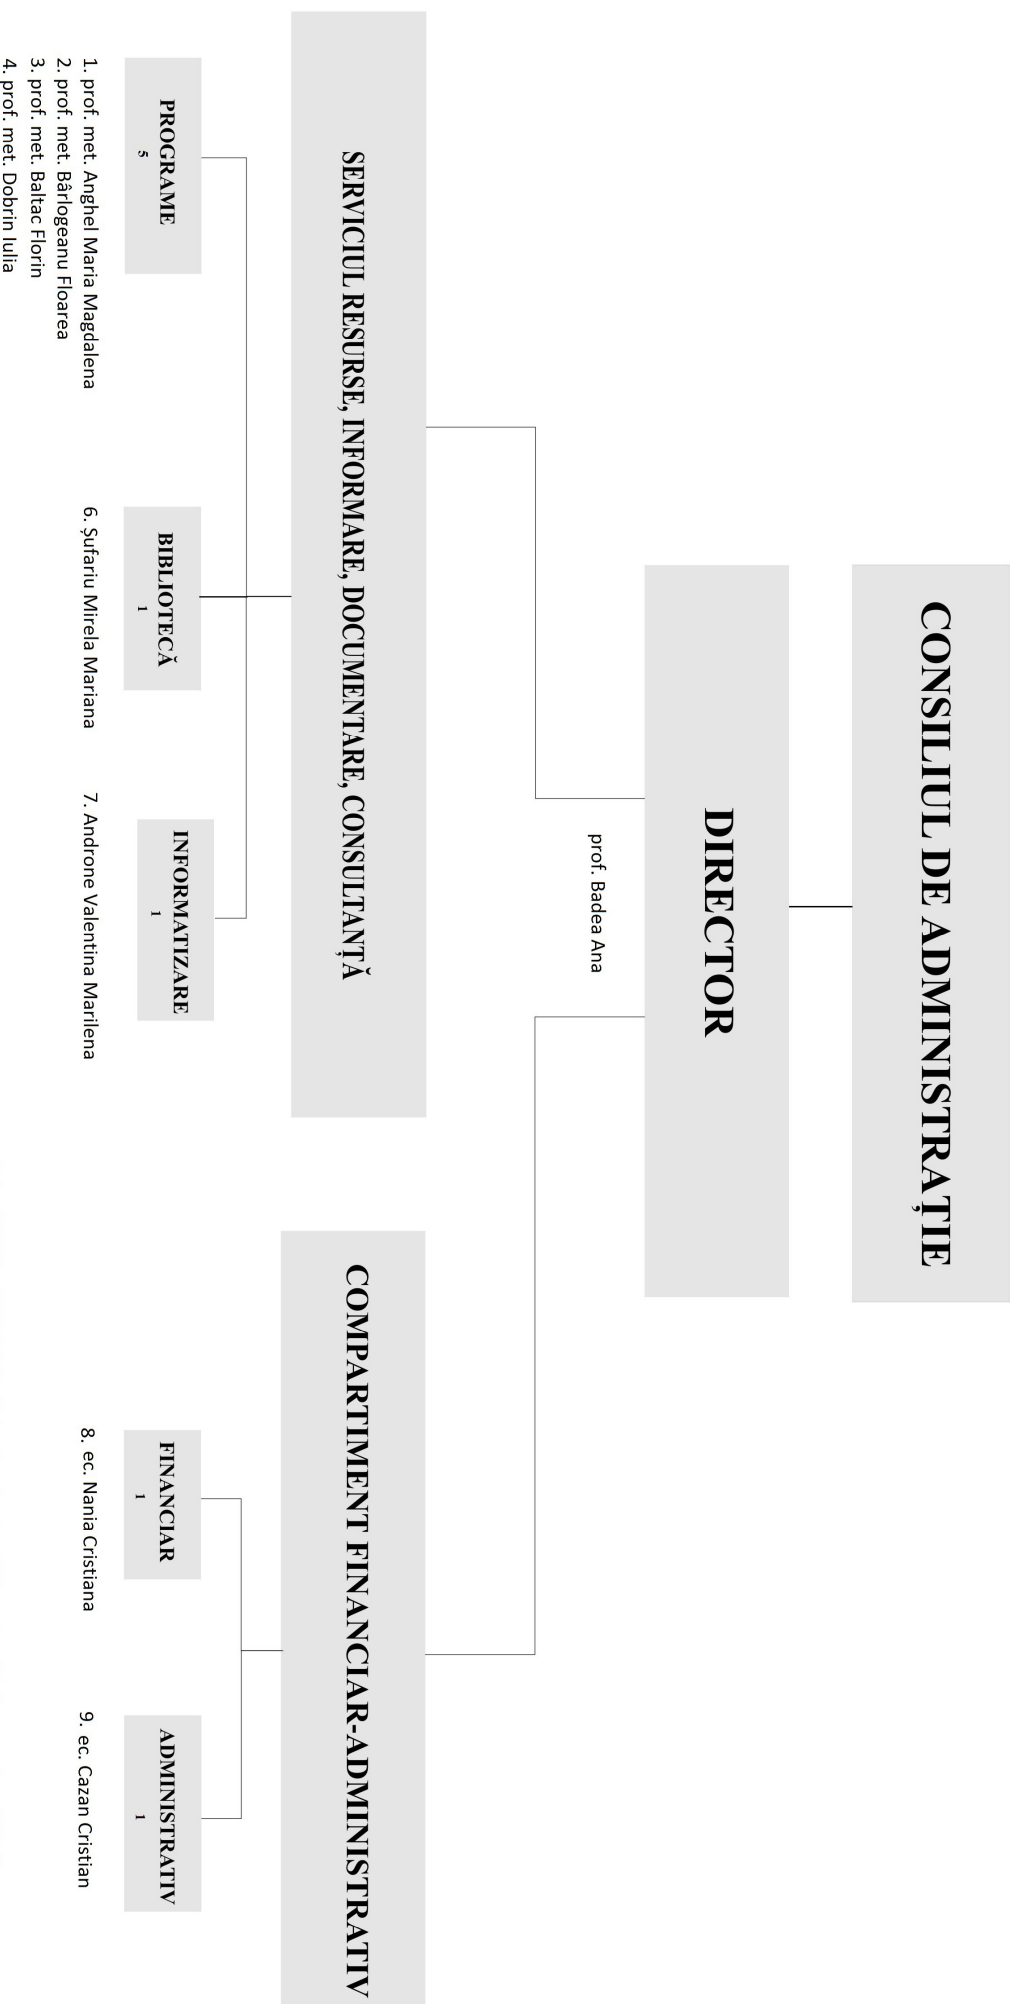 CONSILIUL DE ADMINISTRAȚIE
DIRECTOR
prof. Badea Ana
SERVICIUL RESURSE, INFORMARE, DOCUMENTARE, CONSULTANȚĂ
COMPARTIMENT FINANCIAR-ADMINISTRATIV
PROGRAME
5
1. prof. met. Anghel Maria Magdalena
2. prof. met. Bârlogeanu Floarea
3. prof. met. Baltac Florin
4. prof. met. Dobrin Iulia
BIBLIOTECĂ
1
6. Șufariu Mirela Mariana
INFORMATIZARE
1
7. Androne Valentina Marilena
FINANCIAR
1
8. ec. Nania Cristiana
ADMINISTRATIV
1
9. ec. Cazan Cristian